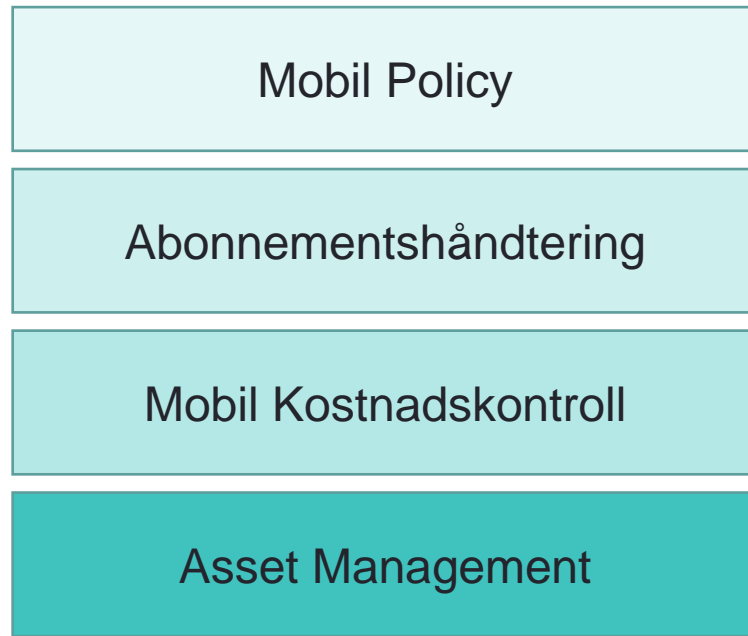 Mobil Policy
Abonnementshåndtering
Mobil Kostnadskontroll
Asset Management